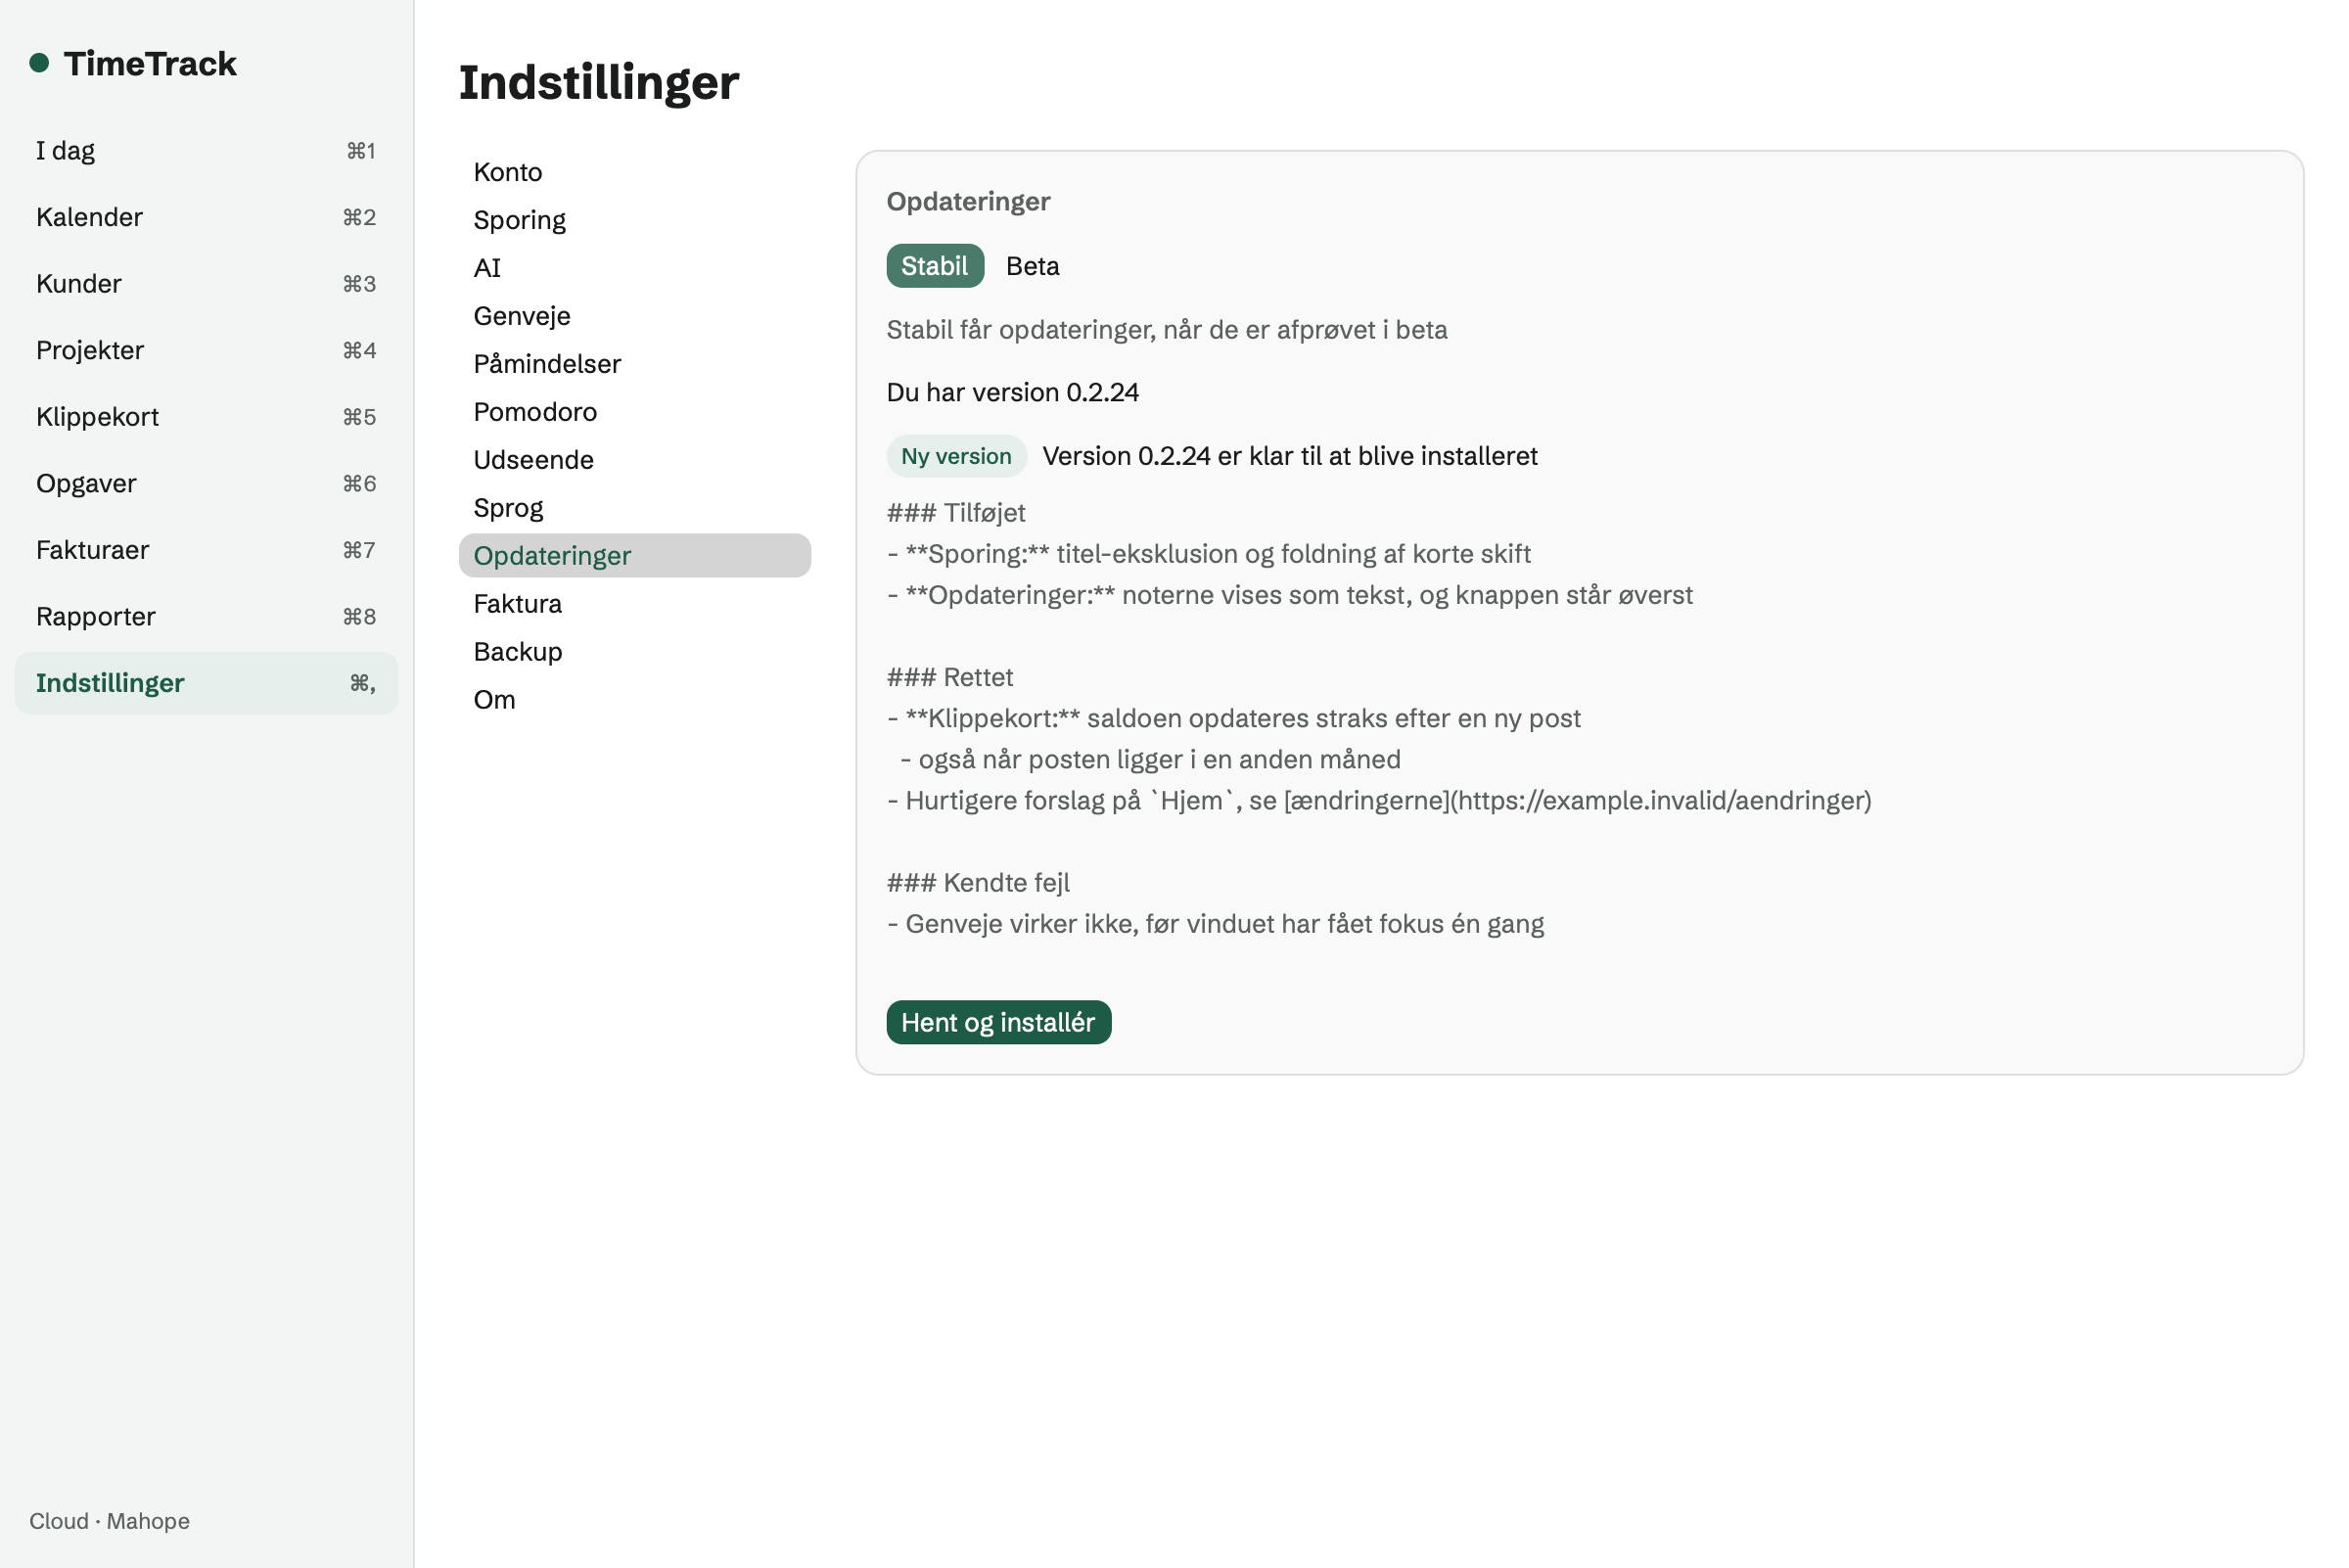 TimeTrack
I dag ⌘1
Kalender ⌘2
Kunder ⌘3
Projekter ⌘4
Klippekort ⌘5
Opgaver ⌘6
Fakturaer ⌘7
Rapporter ⌘8
Indstillinger ⌘,
Cloud · Mahope
Indstillinger
Konto
Sporing
AI
Genveje
Påmindelser
Pomodoro
Udseende
Sprog
Opdateringer
Faktura
Backup
Om
Opdateringer
Stabil Beta
Stabil får opdateringer, når de er afprøvet i beta
Du har version 0.2.24
Ny version Version 0.2.24 er klar til at blive installeret
### Tilføjet
- **Sporing:** titel-eksklusion og foldning af korte skift
- **Opdateringer:** noterne vises som tekst, og knappen står øverst
### Rettet
- **Klippekort:** saldoen opdateres straks efter en ny post
  - også når posten ligger i en anden måned
- Hurtigere forslag på `Hjem`, se [ændringerne](https://example.invalid/aendringer)
### Kendte fejl
- Genveje virker ikke, før vinduet har fået fokus én gang
Hent og installér